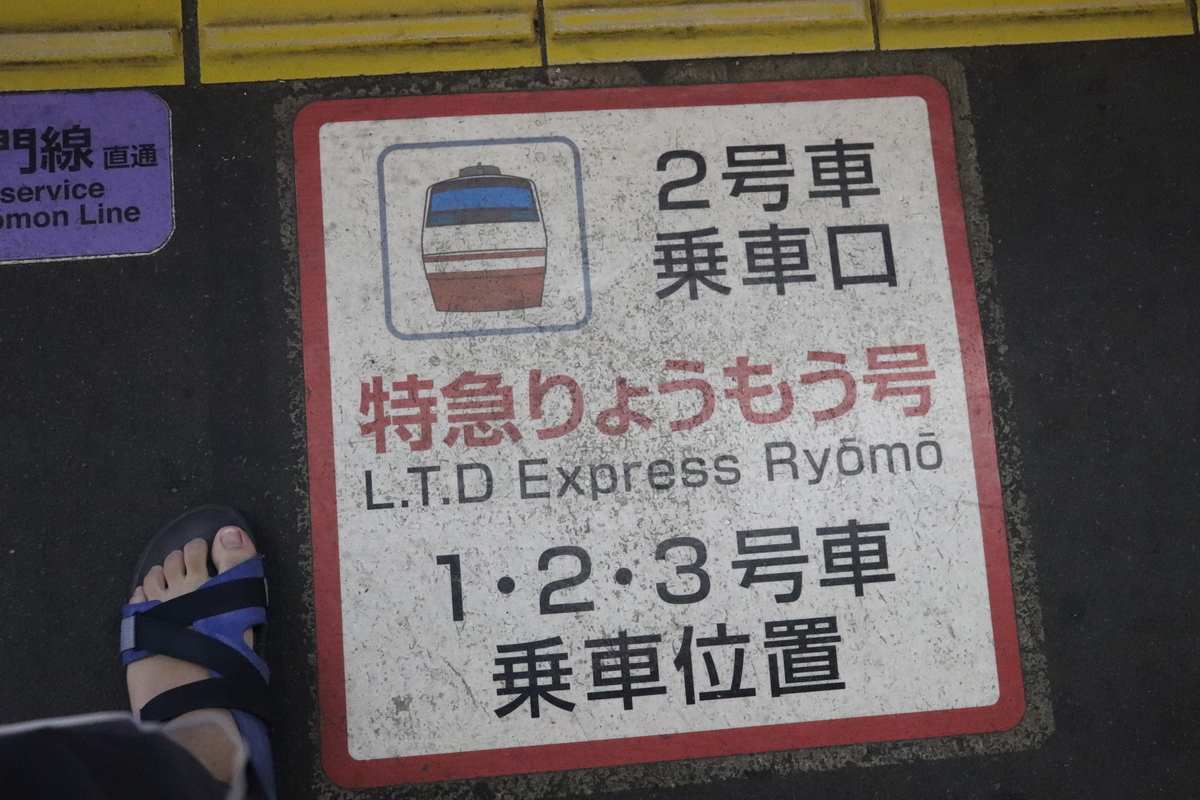 門線 直通
service
mon Line
2号車
乗車口
特急りょうもう号
L.T.D Express Ryōmō
1・2・3号車
乗車位置